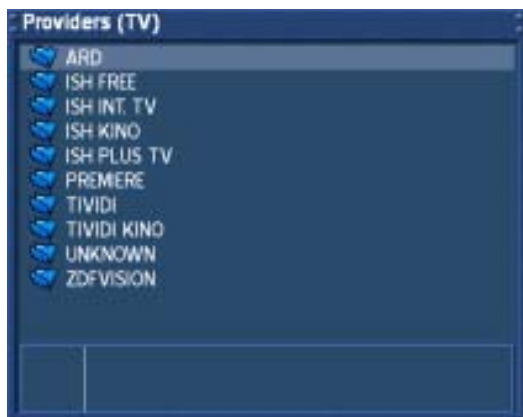 Providers (TV)
ARD
ISH FREE
ISH INT. TV
ISH KINO
ISH PLUS TV
PREMIERE
TIVIDI
TIVIDI KINO
UNKNOWN
ZDFVISION